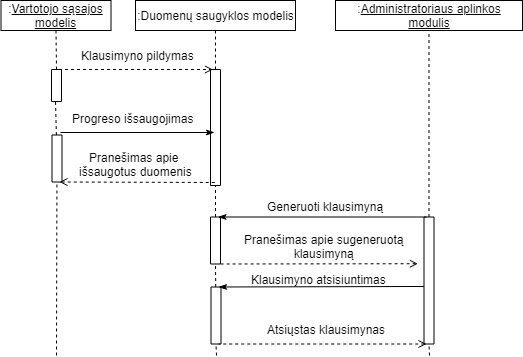 :Vartotojo sąsajos
modelis
:Duomenų saugyklos modelis
:Administratoriaus aplinkos
modulis
Klausimyno pildymas
Progreso išsaugojimas
Pranešimas apie
išsaugotus duomenis
Generuoti klausimyną
Pranešimas apie sugeneruotą
klausimyną
Klausimyno atsisiuntimas
Atsiųstas klausimynas